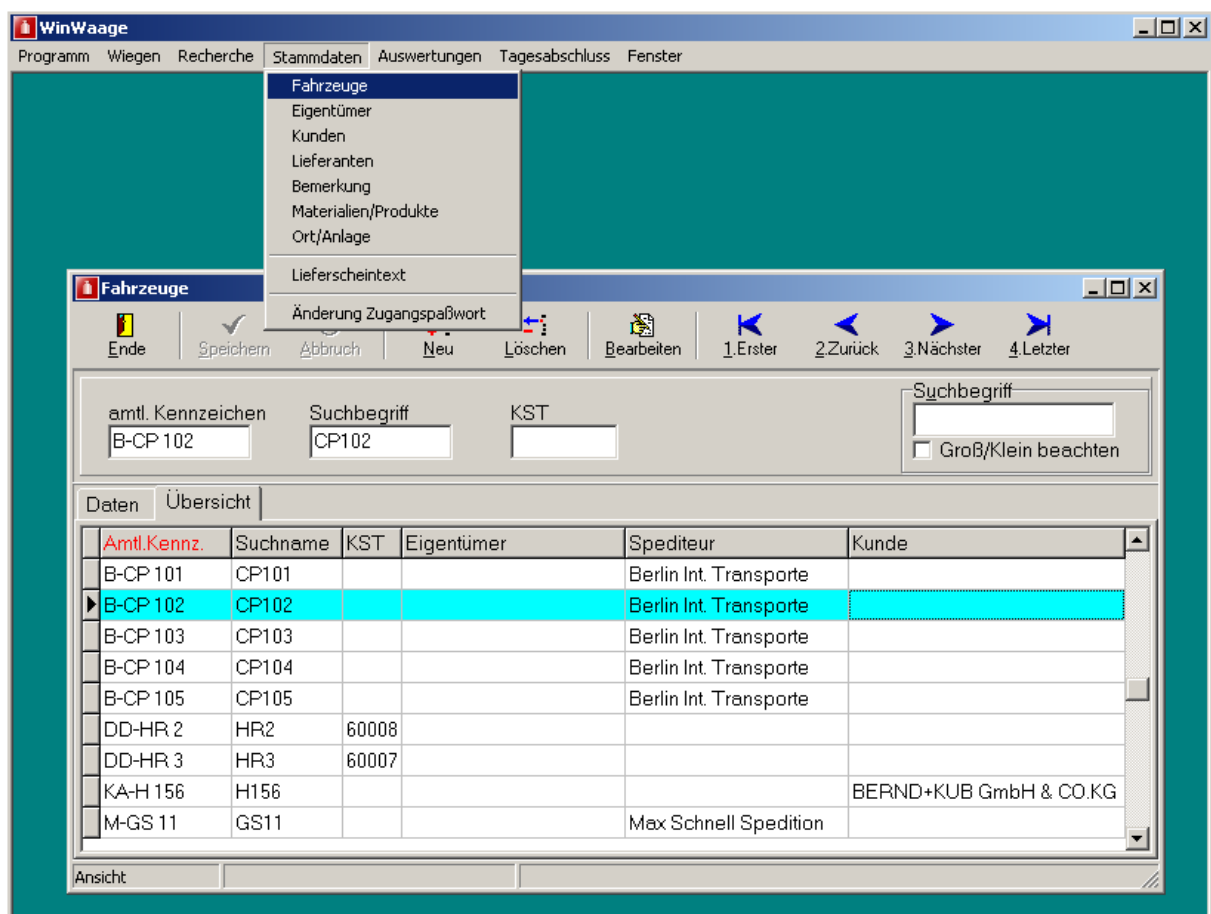 WinWaage
Programm Wiegen Recherche Stammdaten Auswertungen Tagesabschluss Fenster
Fahrzeuge
Eigentümer
Kunden
Lieferanten
Bemerkung
Materialien/Produkte
Ort/Anlage
Lieferscheintext
Änderung Zugangspaßwort
Fahrzeuge
Ende Speichern Abbruch Neu Löschen Bearbeiten 1.Erster 2.Zurück 3.Nächster 4.Letzter
amtl. Kennzeichen Suchbegriff KST Suchbegriff
B-CP 102 CP102
Groß/Klein beachten
Daten Übersicht
Amtl.Kennz. Suchname KST Eigentümer Spediteur Kunde
B-CP 101 CP101 Berlin Int. Transporte
B-CP 102 CP102 Berlin Int. Transporte
B-CP 103 CP103 Berlin Int. Transporte
B-CP 104 CP104 Berlin Int. Transporte
B-CP 105 CP105 Berlin Int. Transporte
DD-HR 2 HR2 60008
DD-HR 3 HR3 60007
KA-H 156 H156 BERND+KUB GmbH & CO.KG
M-GS 11 GS11 Max Schnell Spedition
Ansicht